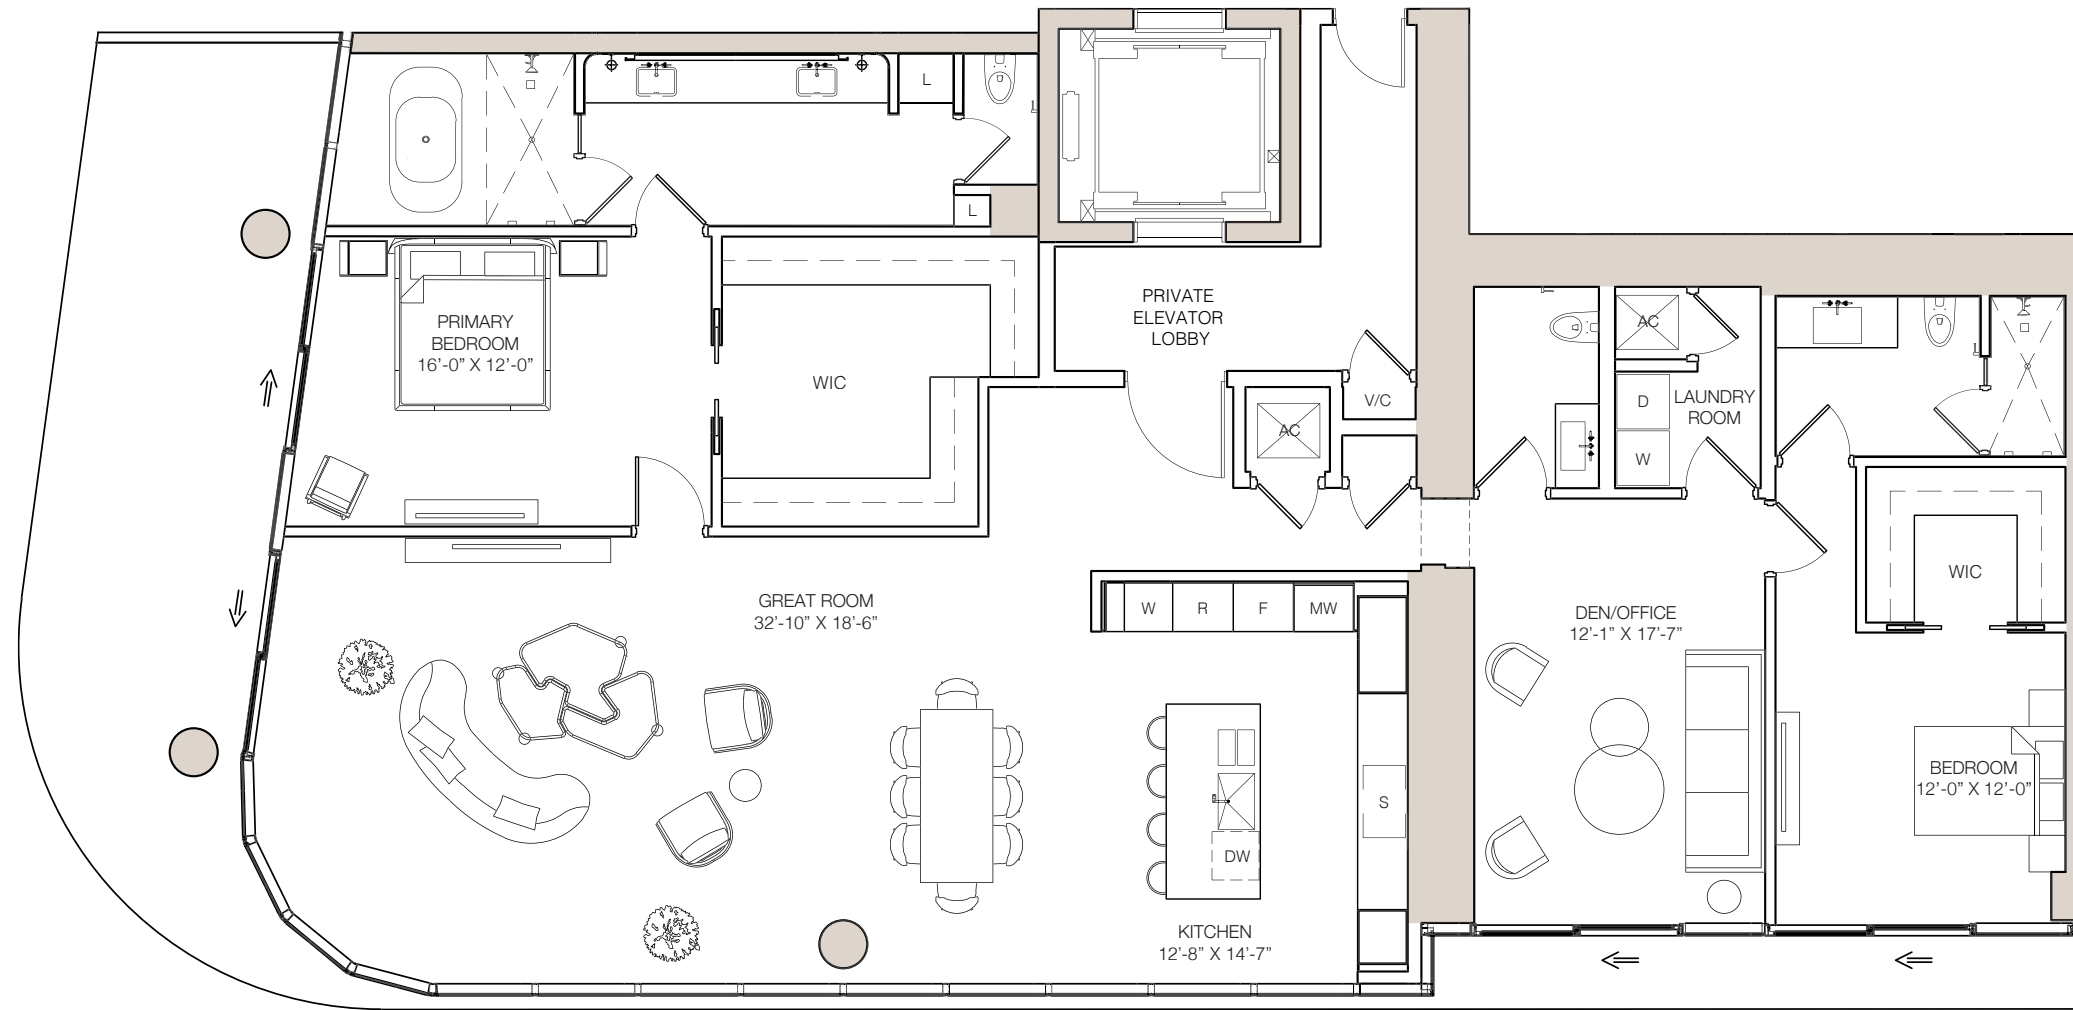 L
L
PRIMARY
BEDROOM
16’-0” X 12’-0”
WIC
PRIVATE
ELEVATOR
LOBBY
V/C
AC
AC
D
LAUNDRY
ROOM
W
WIC
GREAT ROOM
32’-10” X 18’-6”
W
R
F
MW
DEN/OFFICE
12’-1” X 17’-7”
BEDROOM
12’-0” X 12’-0”
S
DW
KITCHEN
12’-8” X 14’-7”